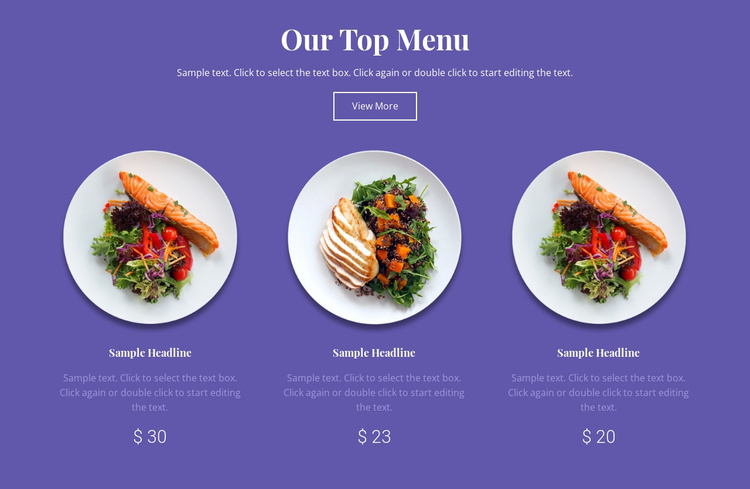 Our Top Menu
Sample text. Click to select the text box. Click again or double click to start editing the text.
View More
Sample Headline
Sample text. Click to select the text box.
Click again or double click to start editing
the text.
$ 30
Sample Headline
Sample text. Click to select the text box.
Click again or double click to start editing
the text.
$ 23
Sample Headline
Sample text. Click to select the text box.
Click again or double click to start editing
the text.
$ 20